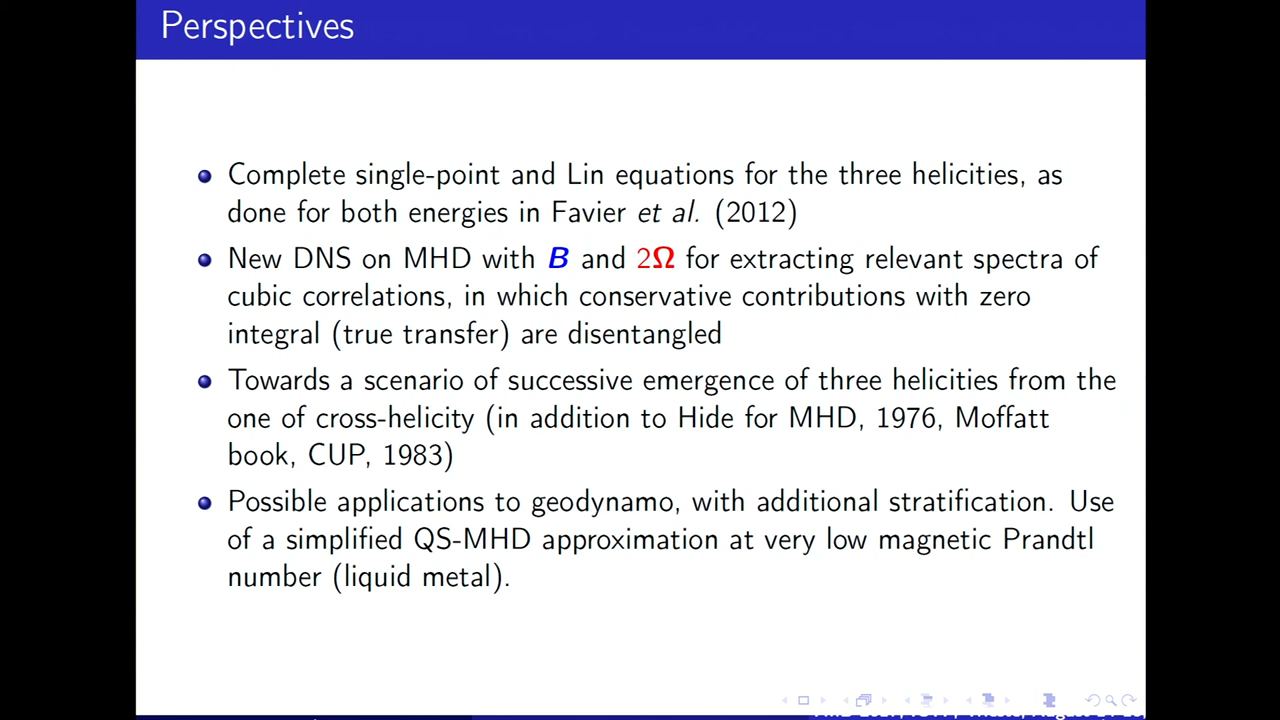 Perspectives
Complete single-point and Lin equations for the three helicities, as
done for both energies in Favier et al. (2012)
New DNS on MHD with B and 2Ω for extracting relevant spectra of
cubic correlations, in which conservative contributions with zero
integral (true transfer) are disentangled
Towards a scenario of successive emergence of three helicities from the
one of cross-helicity (in addition to Hide for MHD, 1976, Moffatt
book, CUP, 1983)
Possible applications to geodynamo, with additional stratification. Use
of a simplified QS-MHD approximation at very low magnetic Prandtl
number (liquid metal).